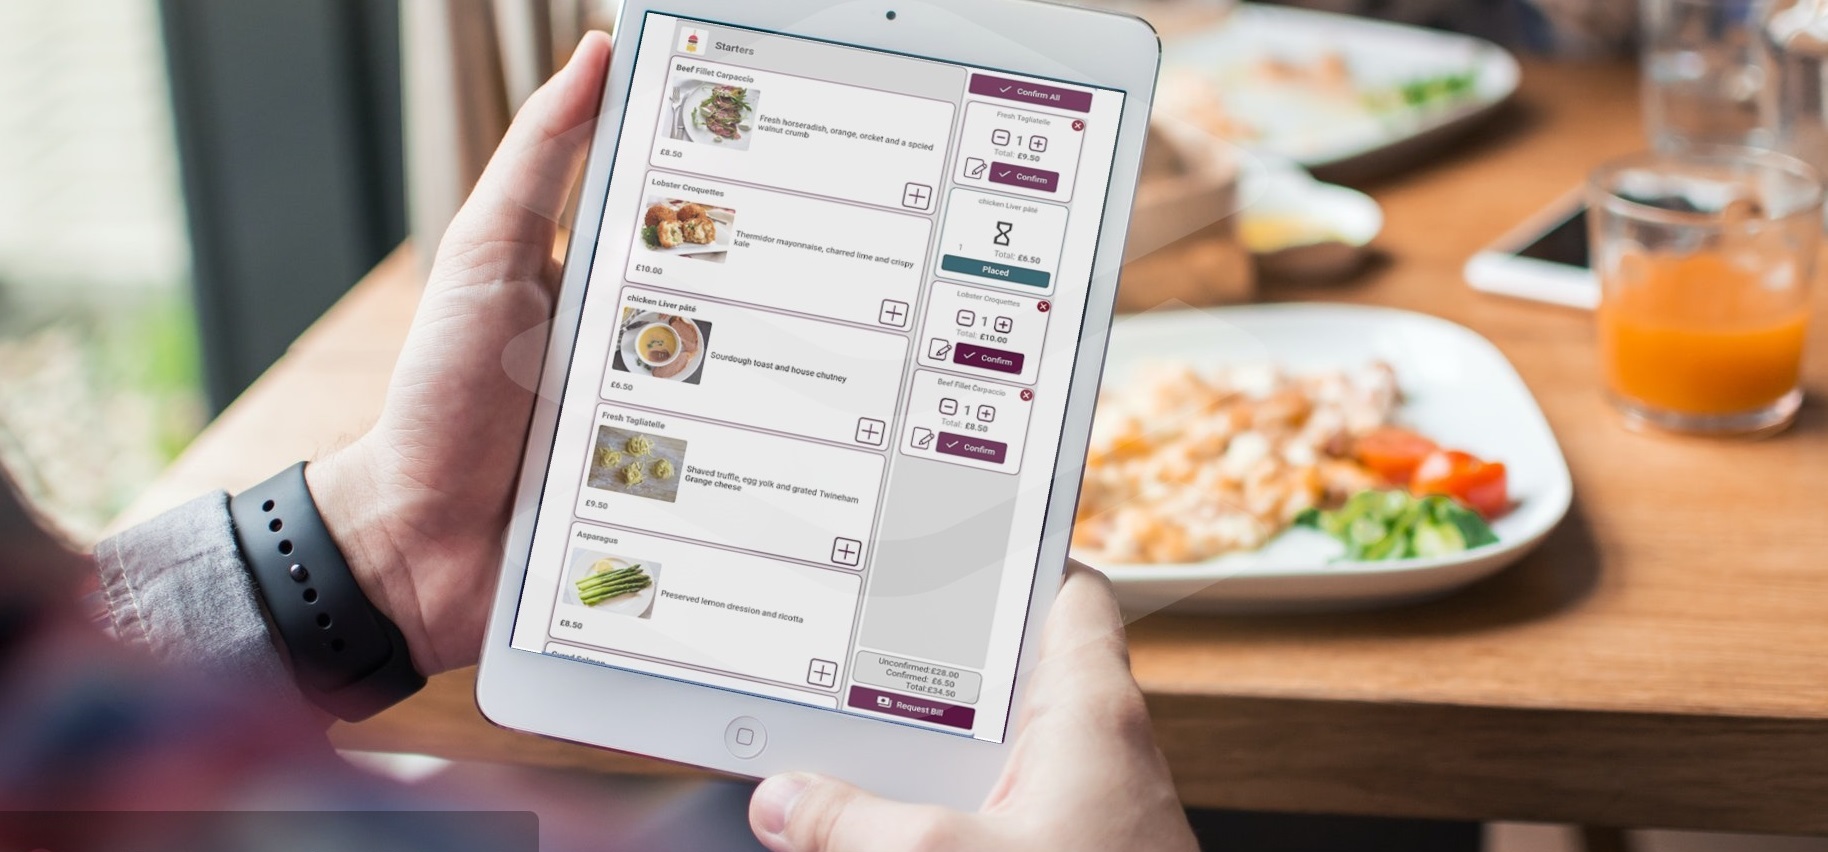 Starters
Beef Fillet Carpaccio
Fresh horseradish, orange, orcket and a spcied
walnut crumb
£8.50
Lobster Croquettes
Thermidor mayonnaise, charred lime and crispy
kale
£10.00
chicken Liver pâté
Sourdough toast and house chutney
£6.50
Fresh Tagliatelle
Shaved truffle, egg yolk and grated Twineham
Grange cheese
£9.50
Asparagus
Preserved lemon dression and ricotta
£8.50
Cured Salmon
Confirm All
Fresh Tagliatelle
1
Total: £9.50
Confirm
chicken Liver pâté
1
Total: £6.50
Placed
Lobster Croquettes
1
Total: £10.00
Confirm
Beef Fillet Carpaccio
1
Total: £8.50
Confirm
Unconfirmed:£28.00
Confirmed: £6.50
Total:£34.50
Request Bill